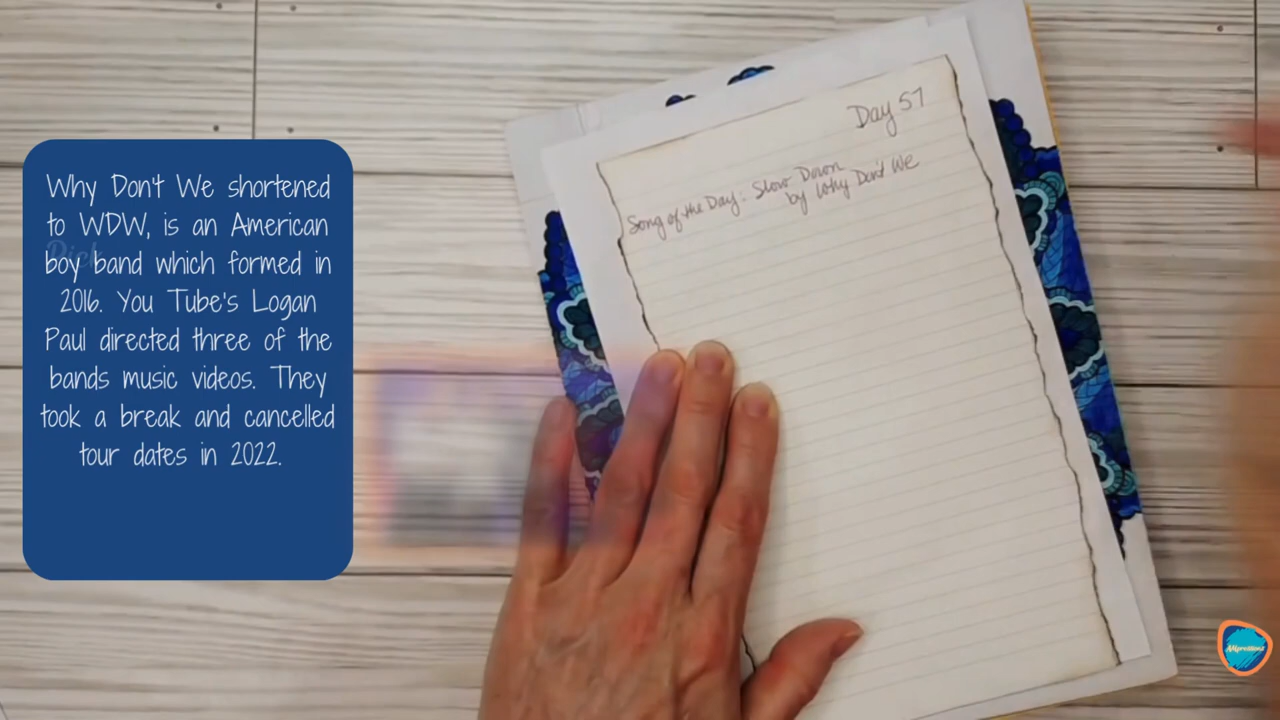 Why Don't We shortened
to WDW, is an American
boy band which formed in
2016. You Tube's Logan
Paul directed three of the
bands music videos. They
took a break and cancelled
tour dates in 2022.
Day 57
Song of the Day: Slow Down
by Why Don't We